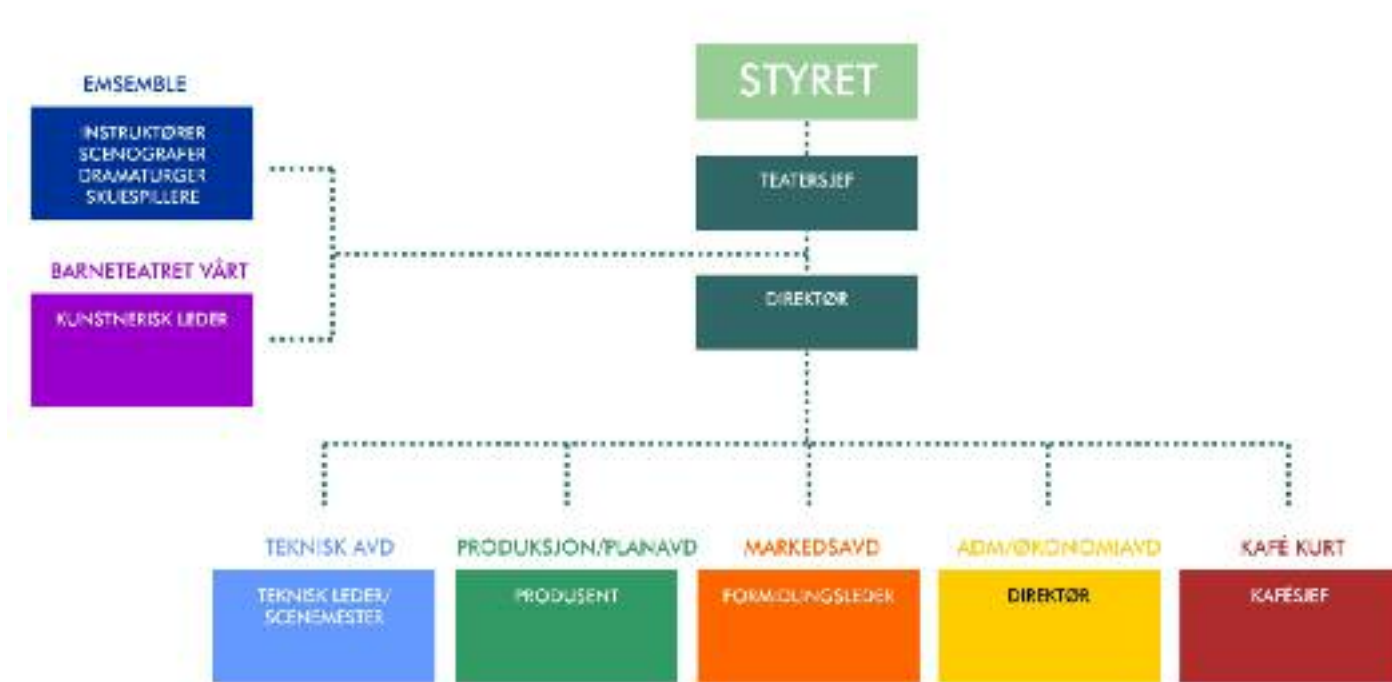 STYRET
EMSEMBLE
INSTRUKTØRER
SCENOGRAFER
DRAMATURGER
SKUESPILLERE
TEATERSJEF
BARNETEATRET VÅRT
KUNSTNERISK LEDER
DIREKTØR
TEKNISK AVD
TEKNISK LEDER/
SCENEMESTER
PRODUKSJON/PLANAVD
PRODUSENT
MARKEDSAVD
FORMIDLINGSLEDER
ADM/ØKONOMIAVD
DIREKTØR
KAFÉ KURT
KAFÉSJEF